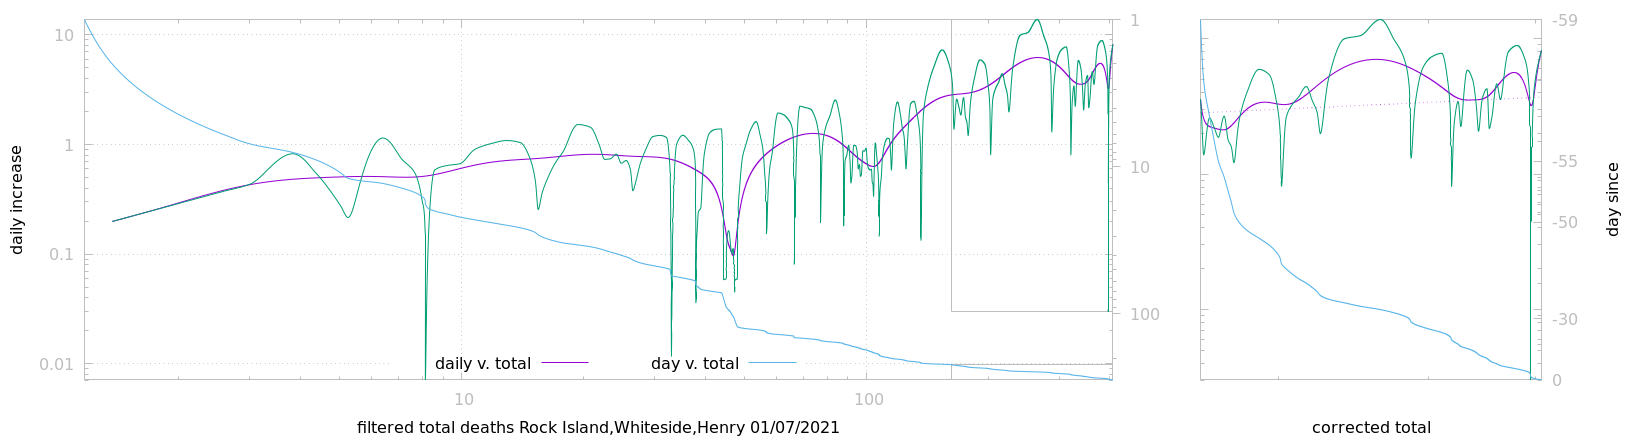 10
1
0.1
0.01
daily increase
daily v. total
day v. total
10
100
filtered total deaths Rock Island,Whiteside,Henry 01/07/2021
1
10
100
-59
-55
-50
-30
0
day since
corrected total